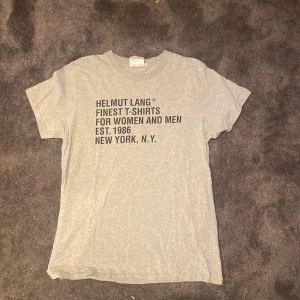 HELMUT LANG®
FINEST T-SHIRTS
FOR WOMEN AND MEN
EST. 1986
NEW YORK, N.Y.